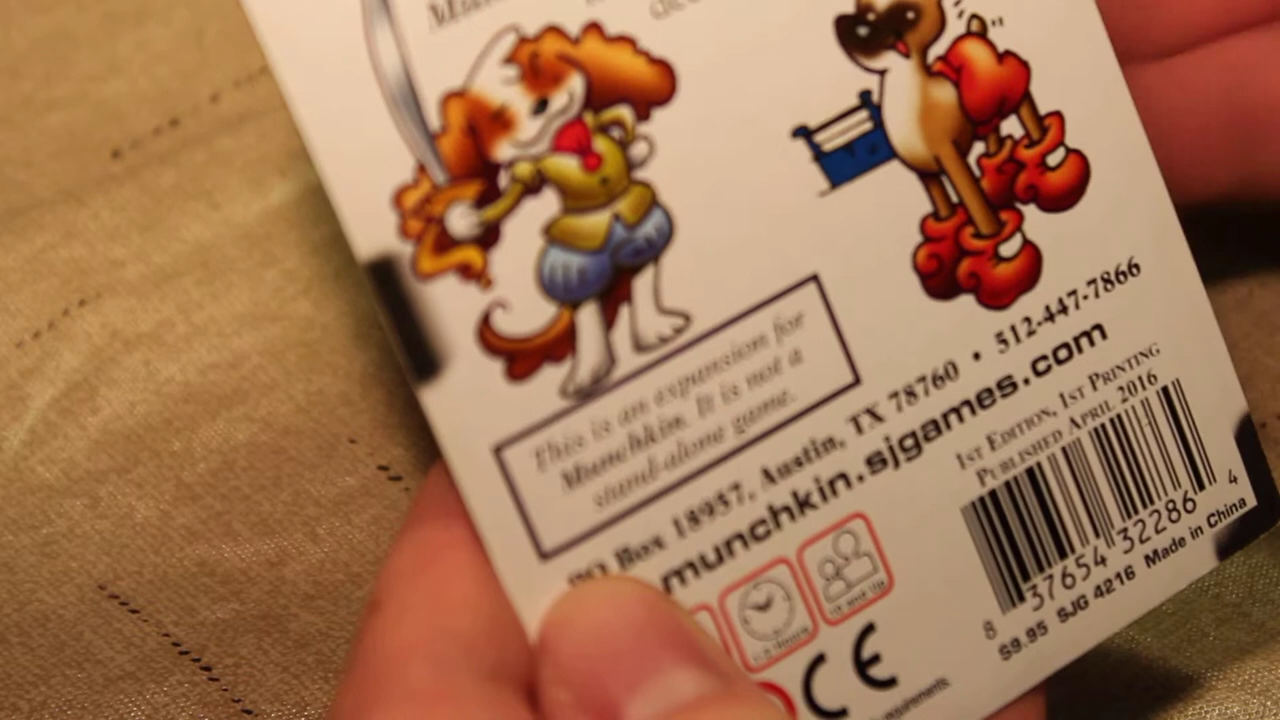 This is an expansion for
Munchkin. It is not a
stand-alone game.
PO Box 18957, Austin, TX 78760 • 512-447-7866
munchkin.sjgames.com
1ST EDITION, 1ST PRINTING
PUBLISHED APRIL 2016
8 37654 32286 4
$9.95 SJG 4216 Made in China
CE